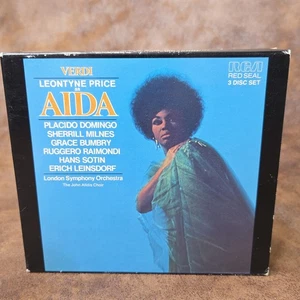 VERDI
LEONTYNE PRICE
AIDA
PLACIDO DOMINGO
SHERRILL MILNES
GRACE BUMBRY
RUGGERO RAIMONDI
HANS SOTIN
ERICH LEINSDORF
London Symphony Orchestra
The John Alldis Choir
RCA
RED SEAL
3 DISC SET